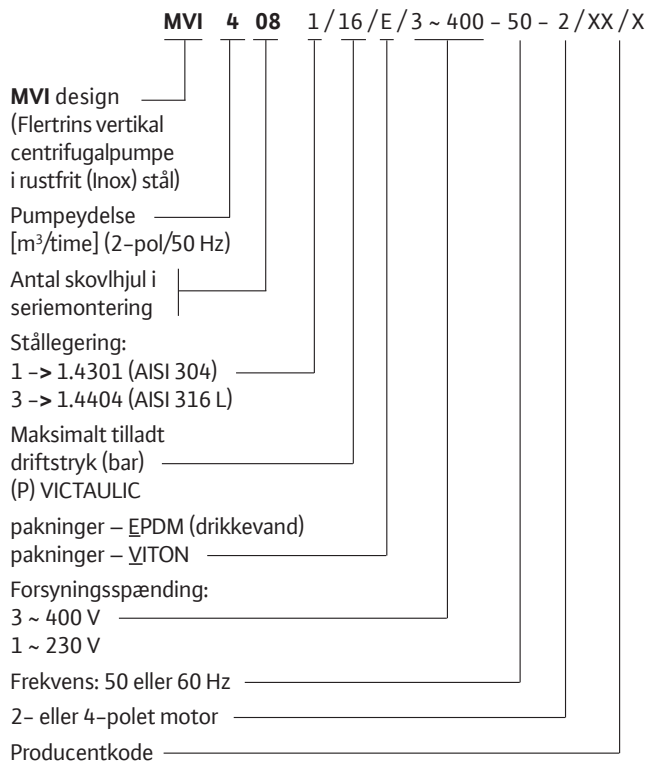 MVI 4 08 1/16/E/3 ~ 400 – 50 – 2/XX/X
MVI design
(Flertrins vertikal
centrifugalpumpe
i rustfrit (Inox) stål)
Pumpeydelse
[m³/time] (2–pol/50 Hz)
Antal skovlhjul i
seriemontering
Stållegering:
1 –> 1.4301 (AISI 304)
3 –> 1.4404 (AISI 316 L)
Maksimalt tilladt
driftstryk (bar)
(P) VICTAULIC
pakninger – EPDM (drikkevand)
pakninger – VITON
Forsyningsspænding:
3 ~ 400 V
1 ~ 230 V
Frekvens: 50 eller 60 Hz
2– eller 4–polet motor
Producentkode